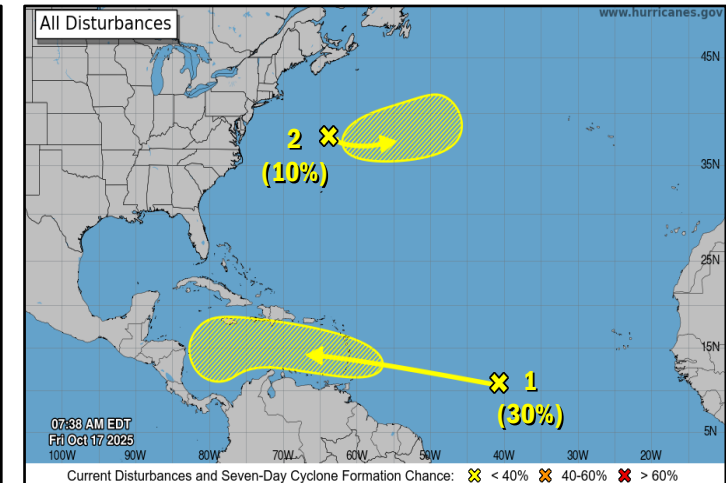 All Disturbances
www.hurricanes.gov
45N
2
(10%)
35N
25N
15N
1
(30%)
07:38 AM EDT
Fri Oct 17 2025
5N
100W 90W 80W 70W 60W 50W 40W 30W 20W
Current Disturbances and Seven-Day Cyclone Formation Chance: < 40% 40-60% > 60%